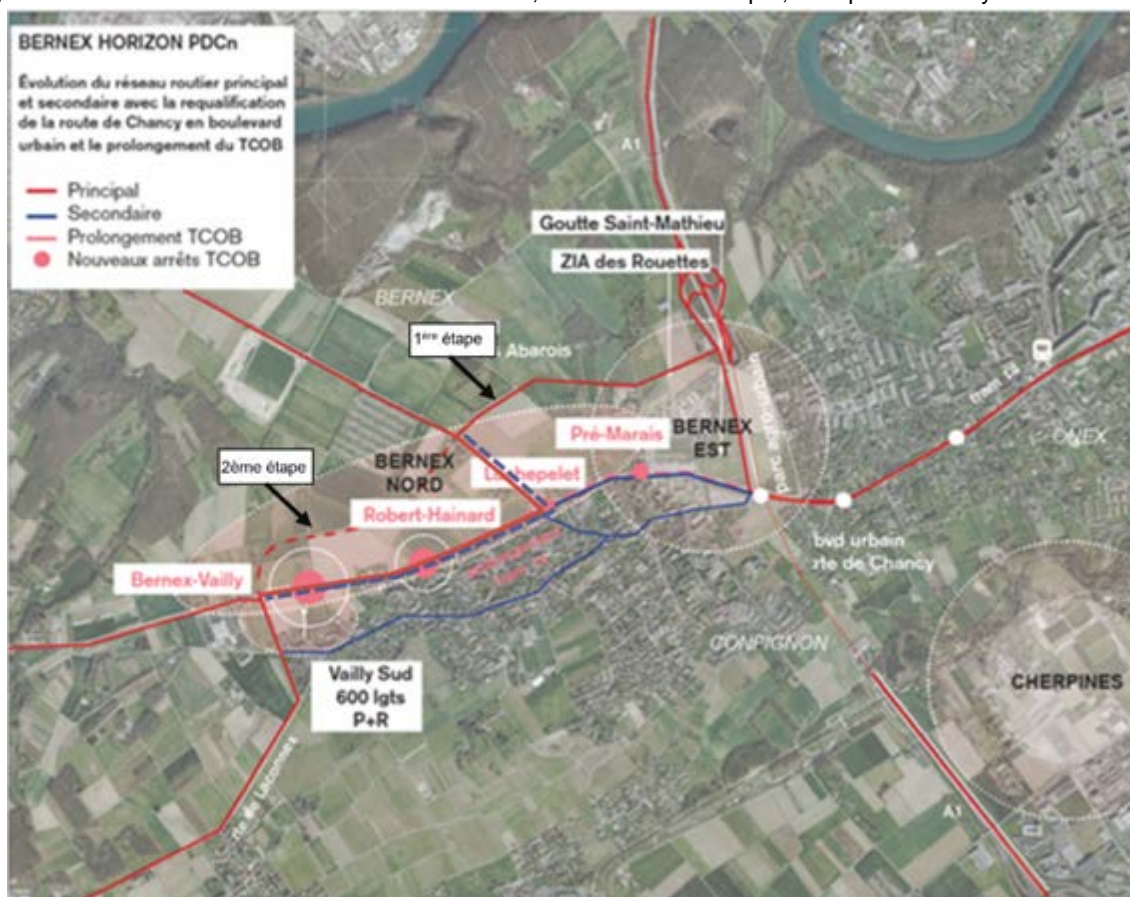 BERNEX HORIZON PDCn
Évolution du réseau routier principal
et secondaire avec la requalification
de la route de Chancy en boulevard
urbain et le prolongement du TCOB
Principal
Secondaire
Prolongement TCOB
Nouveaux arrêts TCOB
A1
Goutte Saint-Mathieu
ZIA des Rouettes
BERNEX
1ère étape
Abarois
Pré-Marais
BERNEX
EST
ONEX
2ème étape
BERNEX
NORD
Robert-Hainard
Bernex-Vailly
bvd urbain
rte de Chancy
CONPIGNON
CHERPINES
Vailly Sud
600 lgts
P+R
A1